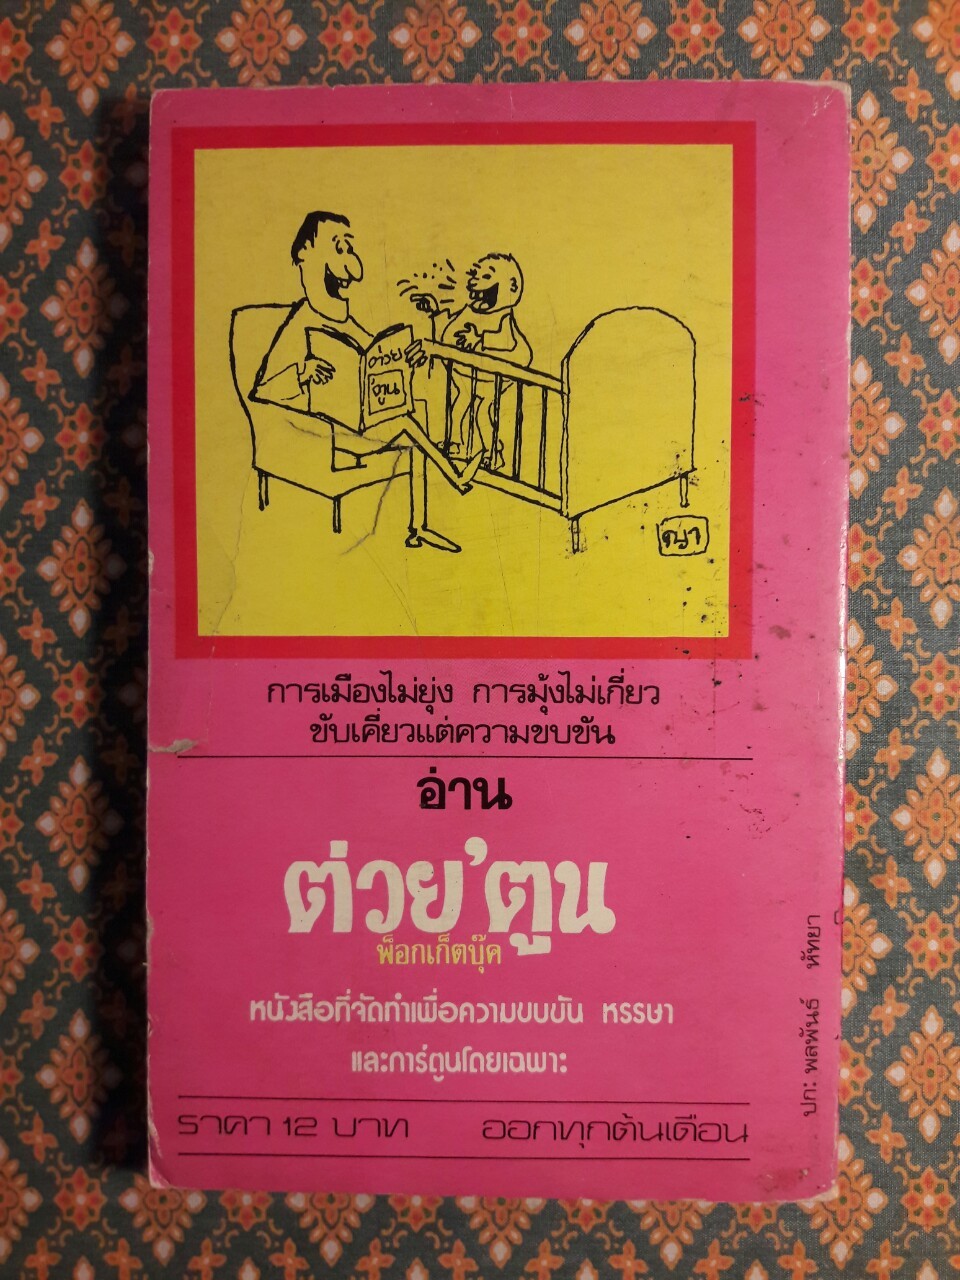 ต่วย
'ตูน
ญา
การเมืองไม่ยุ่ง การมุ้งไม่เกี่ยว
ขับเคี่ยวแต่ความขบขัน
อ่าน
ต่วย'ตูน
พ็อกเก็ตบุ๊ค
หนังสือที่จัดทำเพื่อความขบขัน หรรษา
และการ์ตูนโดยเฉพาะ
ราคา 12 บาท ออกทุกต้นเดือน
ปก: พลพันธ์ หัทยา